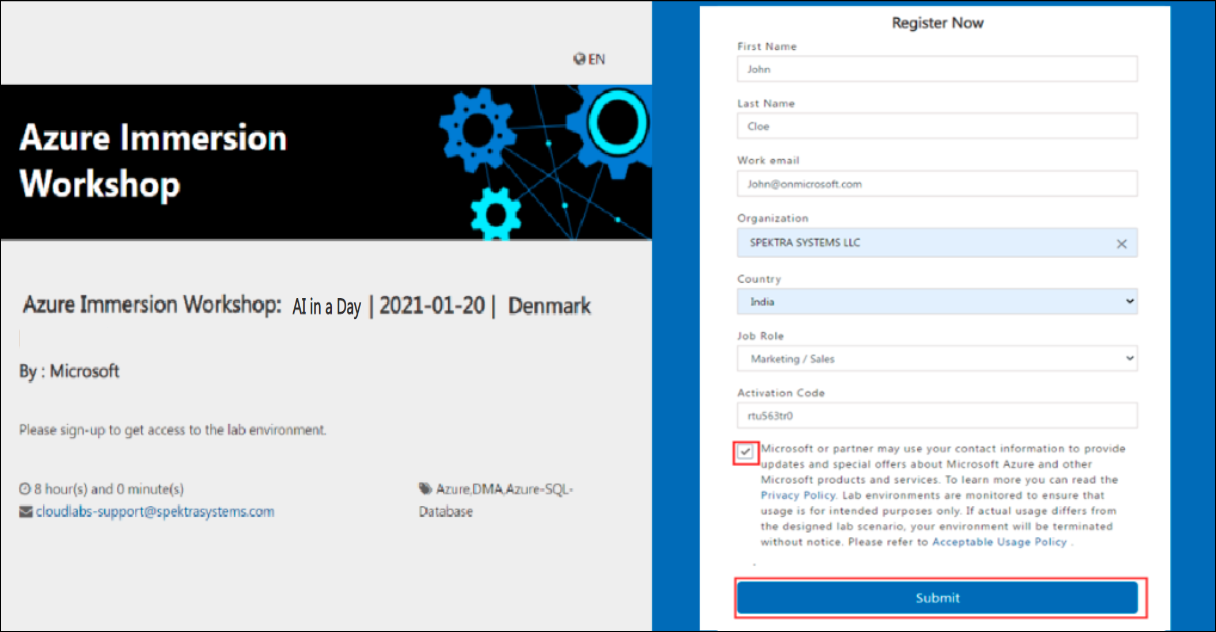 EN
Azure Immersion
Workshop
Azure Immersion Workshop: AI in a Day | 2021-01-20 | Denmark
By : Microsoft
Please sign-up to get access to the lab environment.
8 hour(s) and 0 minute(s)
cloudlabs-support@spektrasystems.com
Azure,DMA,Azure-SQL-
Database
Register Now
First Name
John
Last Name
Cloe
Work email
John@onmicrosoft.com
Organization
SPEKTRA SYSTEMS LLC
Country
India
Job Role
Marketing / Sales
Activation Code
rtu563tr0
Microsoft or partner may use your contact information to provide
updates and special offers about Microsoft Azure and other
Microsoft products and services. To learn more you can read the
Privacy Policy. Lab environments are monitored to ensure that
usage is for intended purposes only. If actual usage differs from
the designed lab scenario, your environment will be terminated
without notice. Please refer to Acceptable Usage Policy .
.
Submit